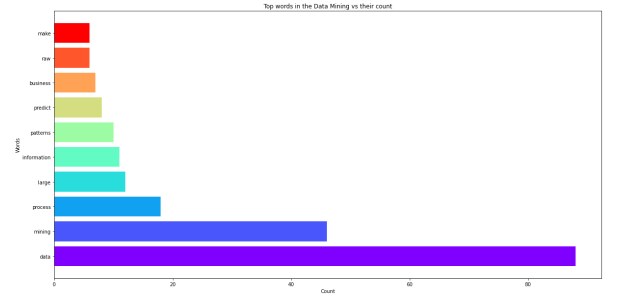 Top words in the Data Mining vs their count
make
raw
business
predict
patterns
information
large
process
mining
data
Words
0 20 40 60 80
Count